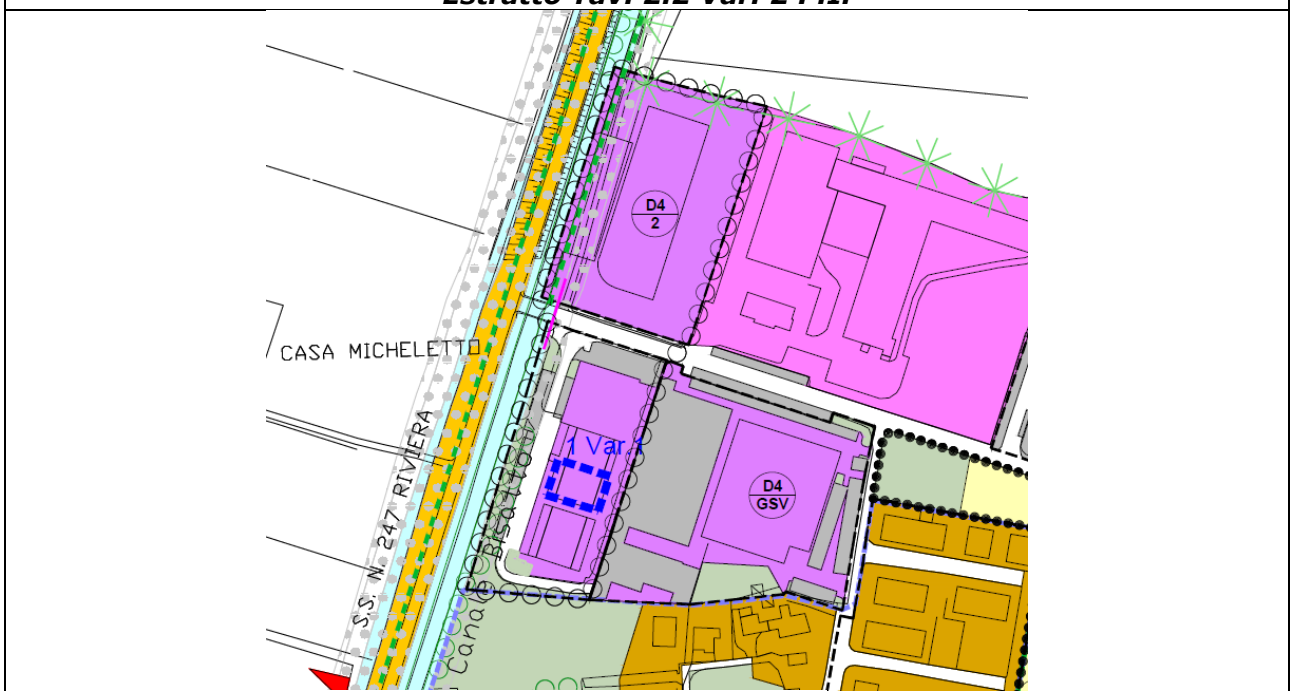 Estratto Tav. 2.2 Var. 2 P.I.
D4
2
CASA MICHELETTO
1 Var.1
D4
GSV
S.S. N. 247 RIVIERA
Canale Bisatto